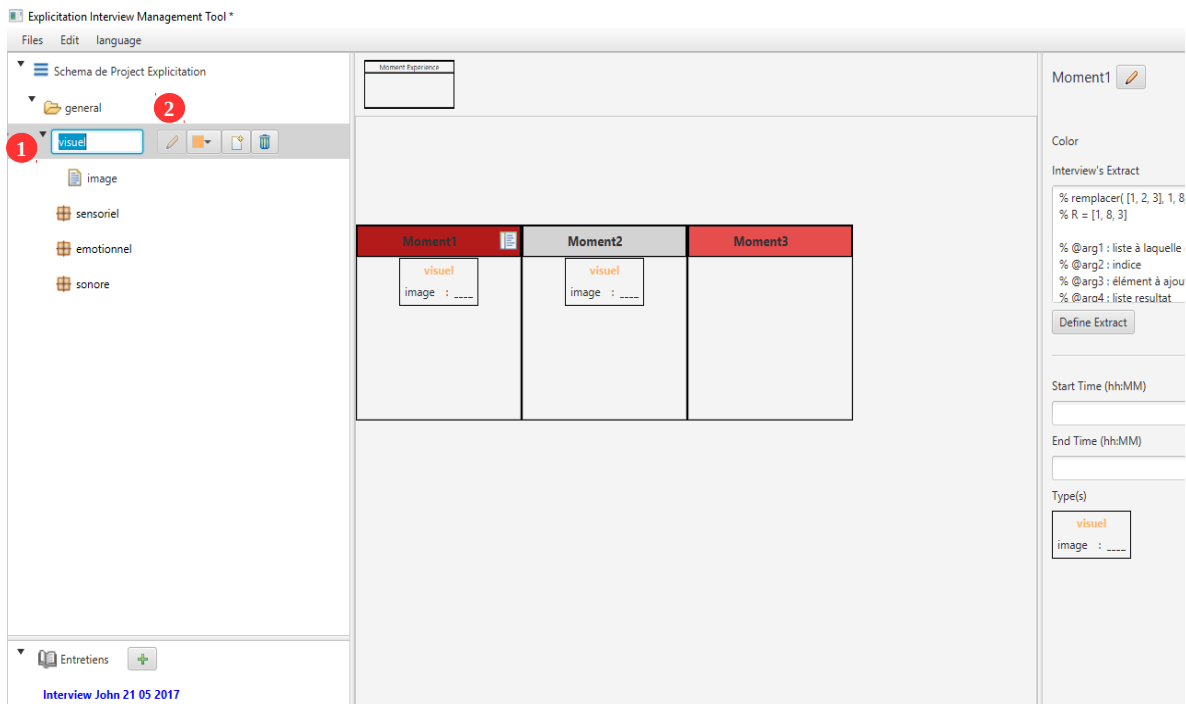 Explicitation Interview Management Tool *
Files Edit language
Schema de Project Explicitation
general
2
1
visuel
image
sensoriel
emotionnel
sonore
Entretiens
Interview John 21 05 2017
Moment Experience
Moment1
Moment2
Moment3
visuel
image : ____
visuel
image : ____
Moment1
Color
Interview's Extract
% remplacer( [1, 2, 3], 1, 8
% R = [1, 8, 3]
% @arg1 : liste à laquelle
% @arg2 : indice
% @arg3 : élément à ajou
% @arg4 : liste resultat
Define Extract
Start Time (hh:MM)
End Time (hh:MM)
Type(s)
visuel
image : ____